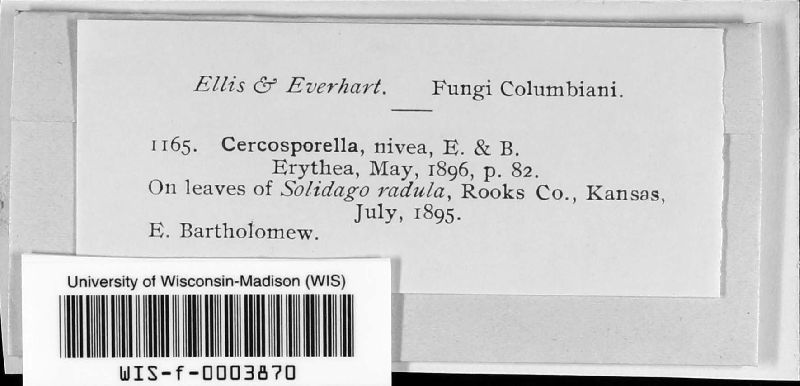 Ellis & Everhart. Fungi Columbiani.
1165. Cercosporella, nivea, E. & B.
Erythea, May, 1896, p. 82.
On leaves of Solidago radula, Rooks Co., Kansas,
July, 1895.
E. Bartholomew.
University of Wisconsin-Madison (WIS)
WIS-f-0003870